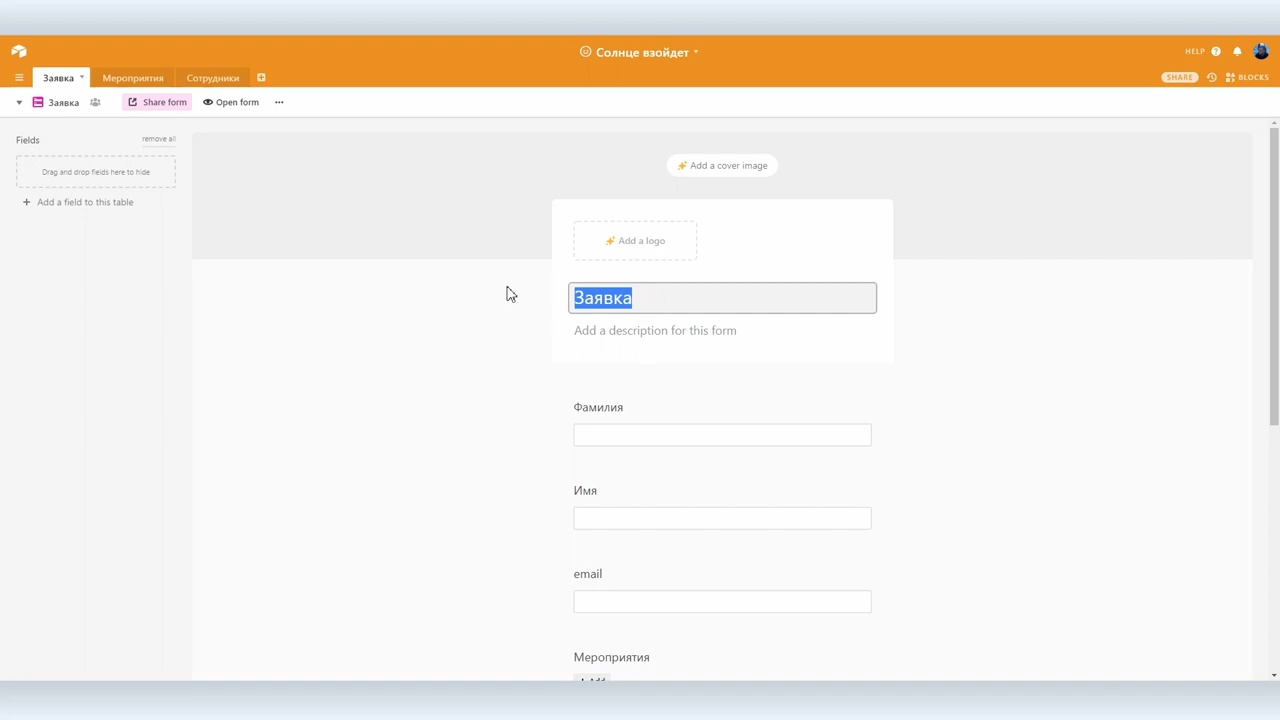 Солнце взойдет
HELP
Заявка
Мероприятия
Сотрудники
SHARE
BLOCKS
Заявка
Share form
Open form
Fields
remove all
Drag and drop fields here to hide
+ Add a field to this table
Add a cover image
Add a logo
Заявка
Add a description for this form
Фамилия
Имя
email
Мероприятия
+ Add